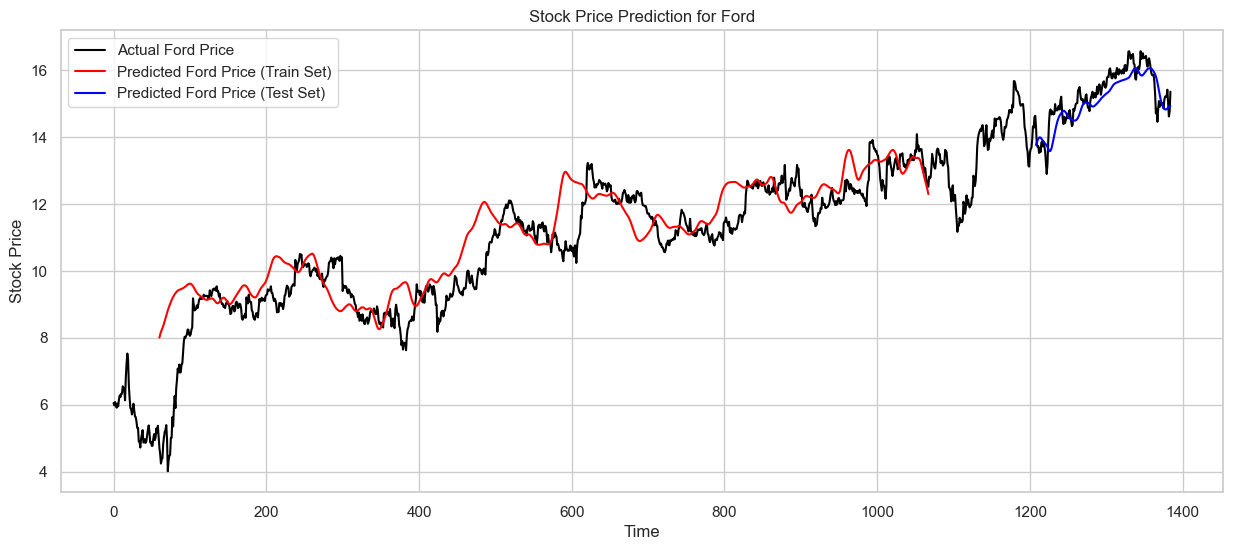 Stock Price Prediction for Ford
Actual Ford Price
Predicted Ford Price (Train Set)
Predicted Ford Price (Test Set)
Stock Price
16
14
12
10
8
6
4
0
200
400
600
800
1000
1200
1400
Time